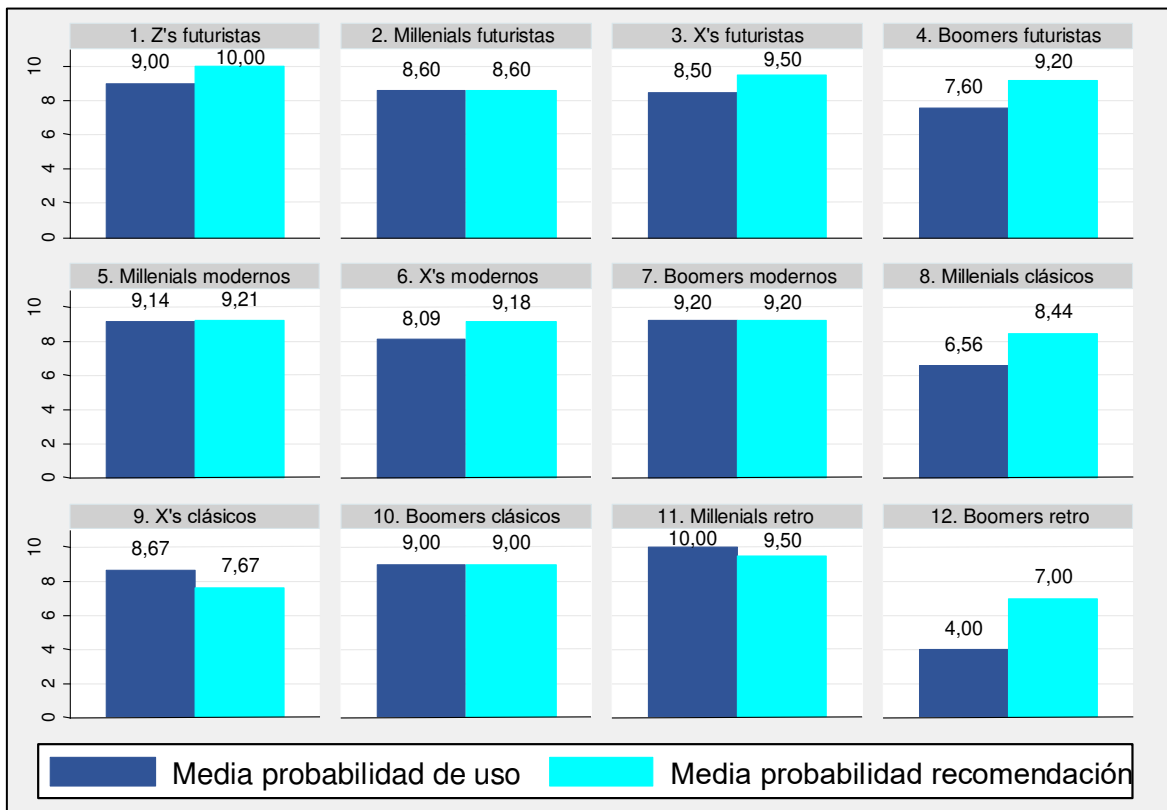 1. Z's futuristas
2. Millenials futuristas
3. X's futuristas
4. Boomers futuristas
9,00 10,00
8,60 8,60
8,50 9,50
7,60 9,20
0 2 4 6 8 10
5. Millenials modernos
6. X's modernos
7. Boomers modernos
8. Millenials clásicos
9,14 9,21
8,09 9,18
9,20 9,20
6,56 8,44
0 2 4 6 8 10
9. X's clásicos
10. Boomers clásicos
11. Millenials retro
12. Boomers retro
8,67 7,67
9,00 9,00
10,00 9,50
4,00 7,00
0 2 4 6 8 10
Media probabilidad de uso
Media probabilidad recomendación